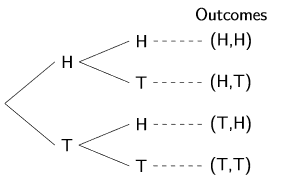 Outcomes
H (H,H)
H
T (H,T)
H (T,H)
T
T (T,T)